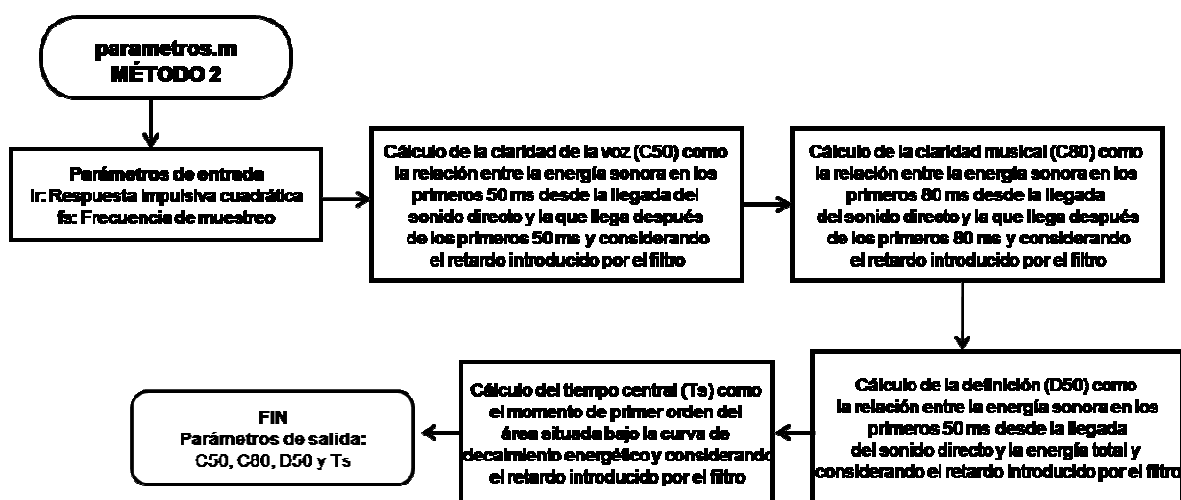 parametros.m
MÉTODO 2
Parámetros de entrada
Ir: Respuesta impulsiva cuadrática
fs: Frecuencia de muestreo
Cálculo de la claridad de la voz (C50) como
la relación entre la energía sonora en los
primeros 50 ms desde la llegada del
sonido directo y la que llega después
de los primeros 50 ms y considerando
el retardo introducido por el filtro
Cálculo de la claridad musical (C80) como
la relación entre la energía sonora en los
primeros 80 ms desde la llegada
del sonido directo y la que llega después
de los primeros 80 ms y considerando
el retardo introducido por el filtro
Cálculo de la definición (D50) como
la relación entre la energía sonora en los
primeros 50 ms desde la llegada
del sonido directo y la energía total y
considerando el retardo introducido por el filtro
Cálculo del tiempo central (Ts) como
el momento de primer orden del
área situada bajo la curva de
decaimiento energético y considerando
el retardo introducido por el filtro
FIN
Parámetros de salida:
C50, C80, D50 y Ts